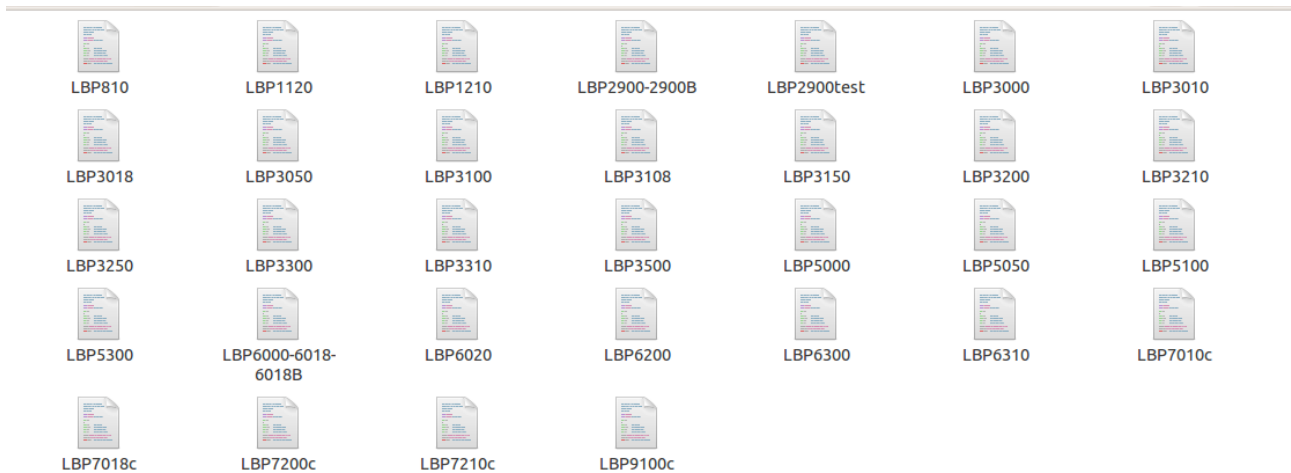 LBP810 LBP1120 LBP1210 LBP2900-2900B LBP2900test LBP3000 LBP3010
LBP3018 LBP3050 LBP3100 LBP3108 LBP3150 LBP3200 LBP3210
LBP3250 LBP3300 LBP3310 LBP3500 LBP5000 LBP5050 LBP5100
LBP5300 LBP6000-6018- LBP6020 LBP6200 LBP6300 LBP6310 LBP7010c
6018B
LBP7018c LBP7200c LBP7210c LBP9100c